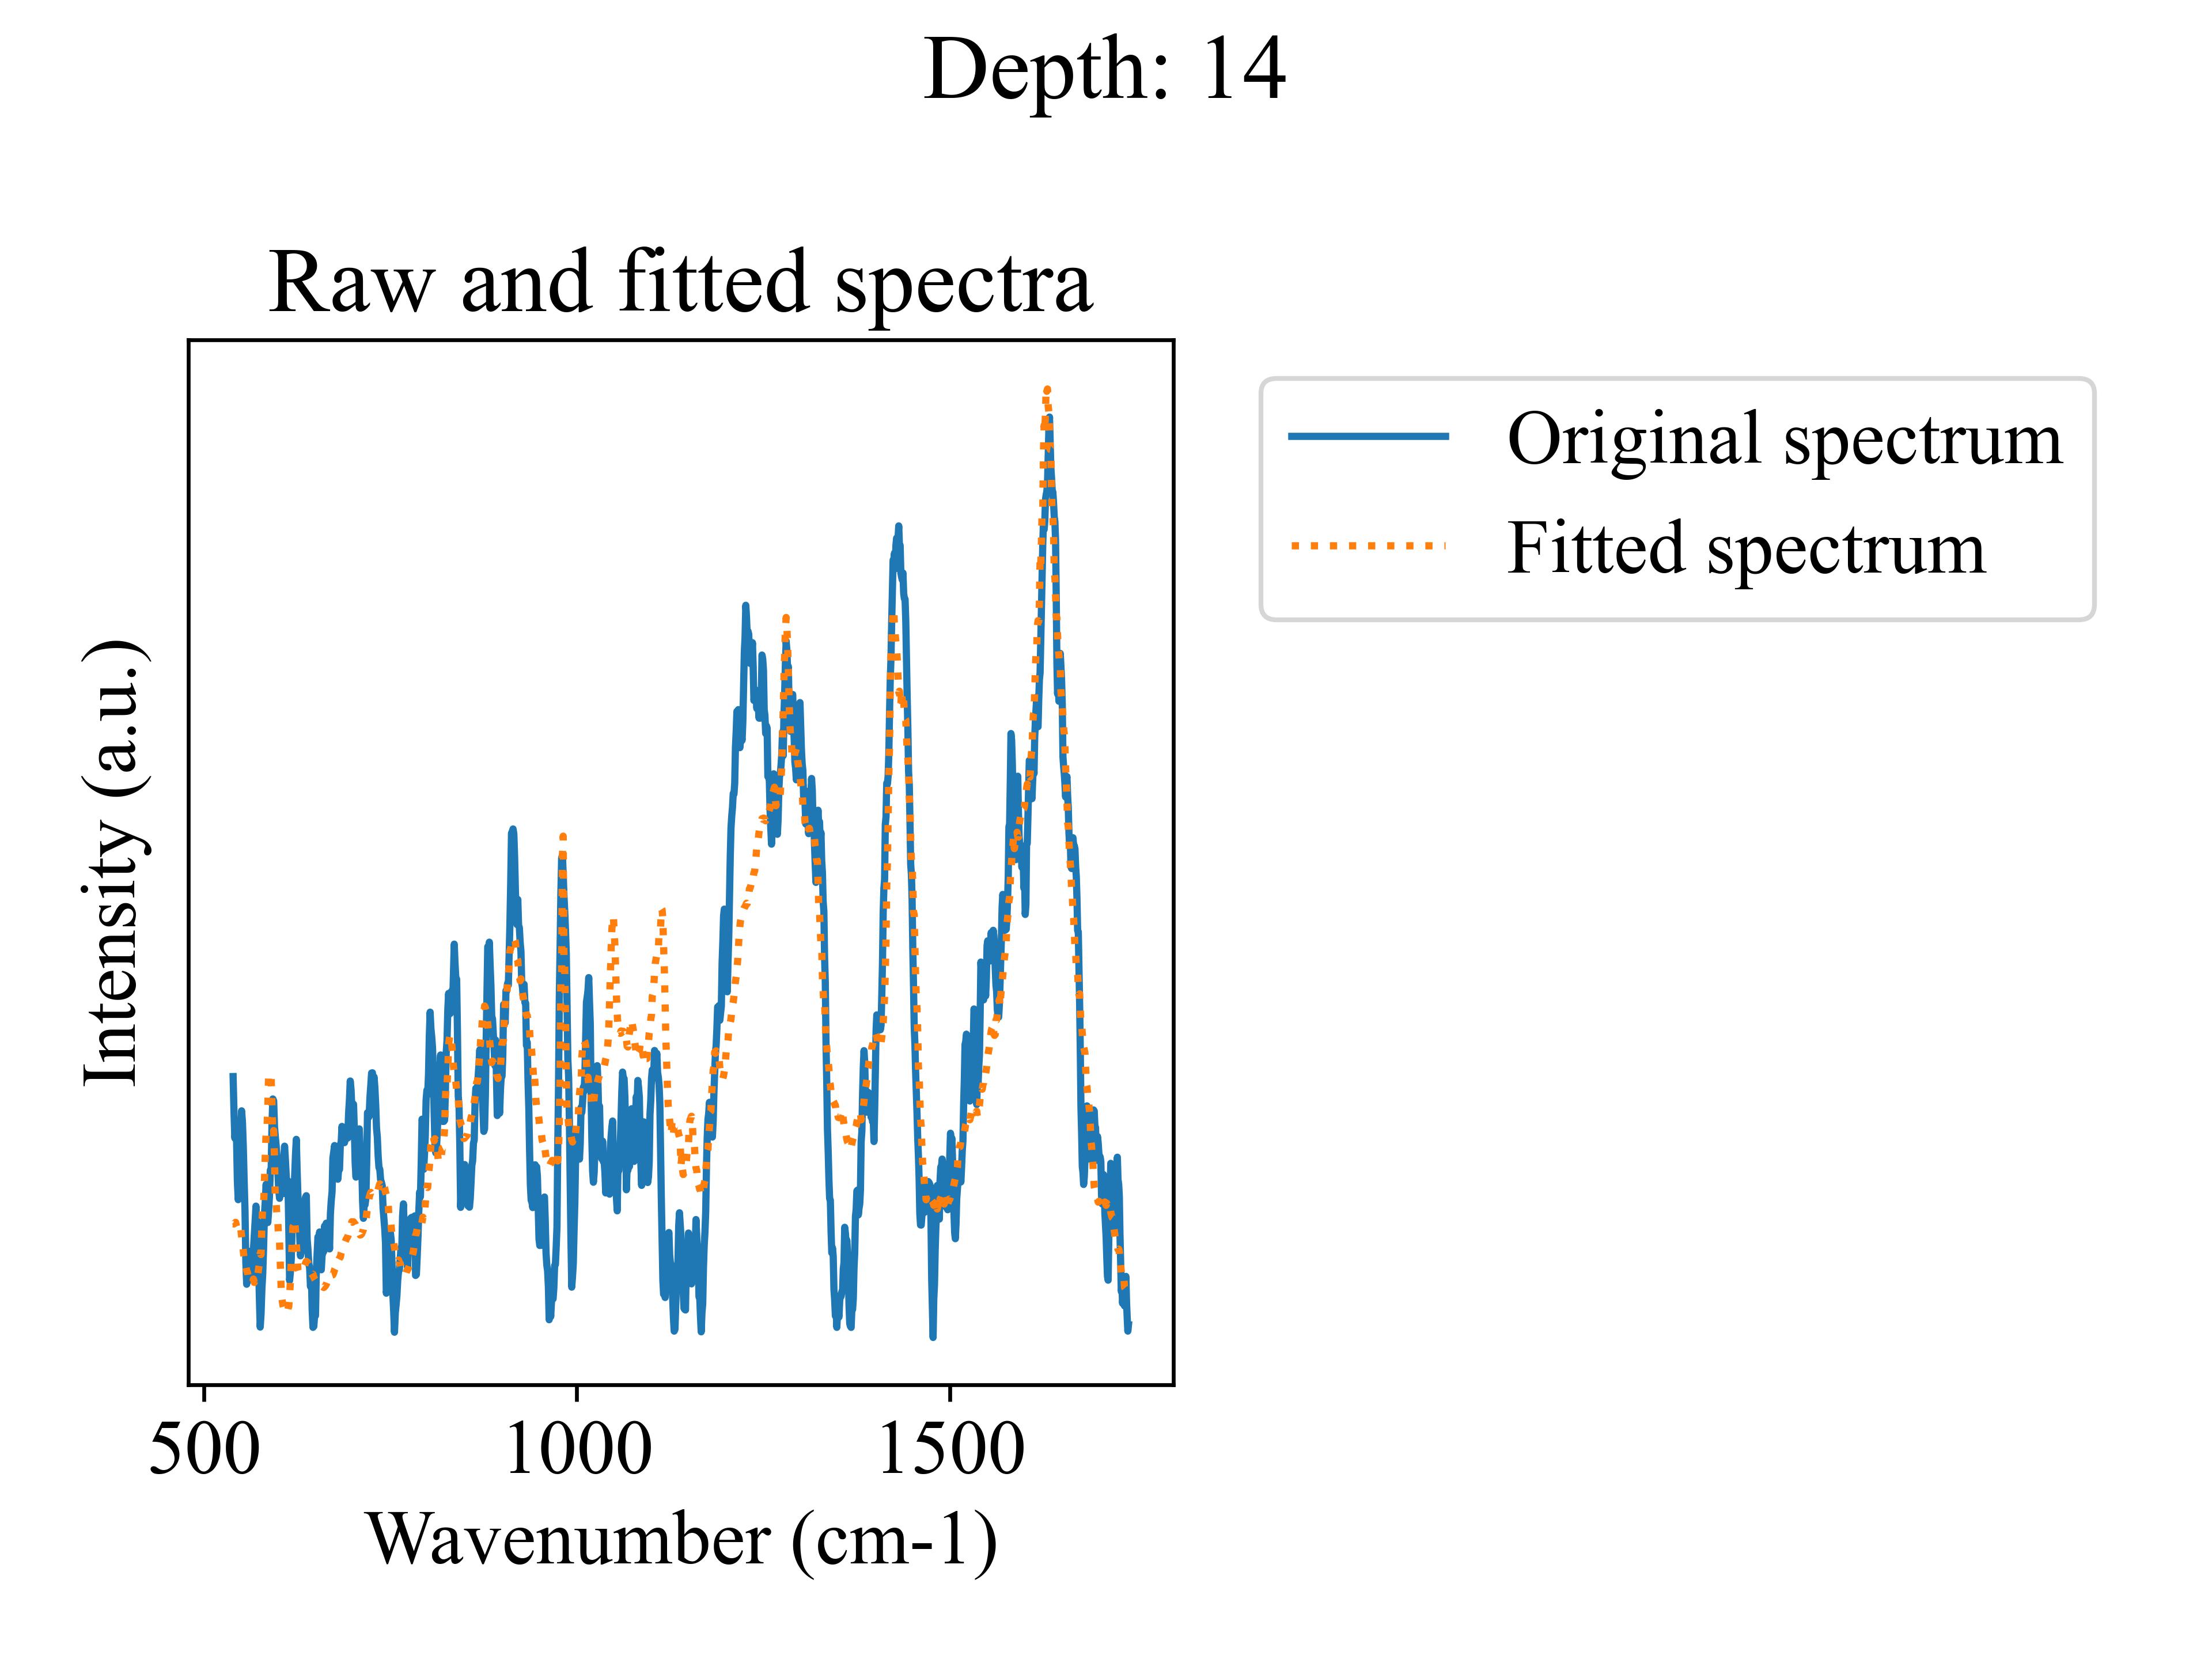 Depth: 14
Raw and fitted spectra
Original spectrum
Fitted spectrum
Intensity (a.u.)
500 1000 1500
Wavenumber (cm-1)